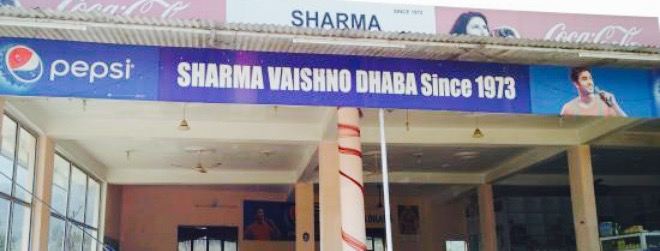 Coca-Cola
SHARMA
SINCE 1973
Coca-Cola
pepsi
SHARMA VAISHNO DHABA Since 1973